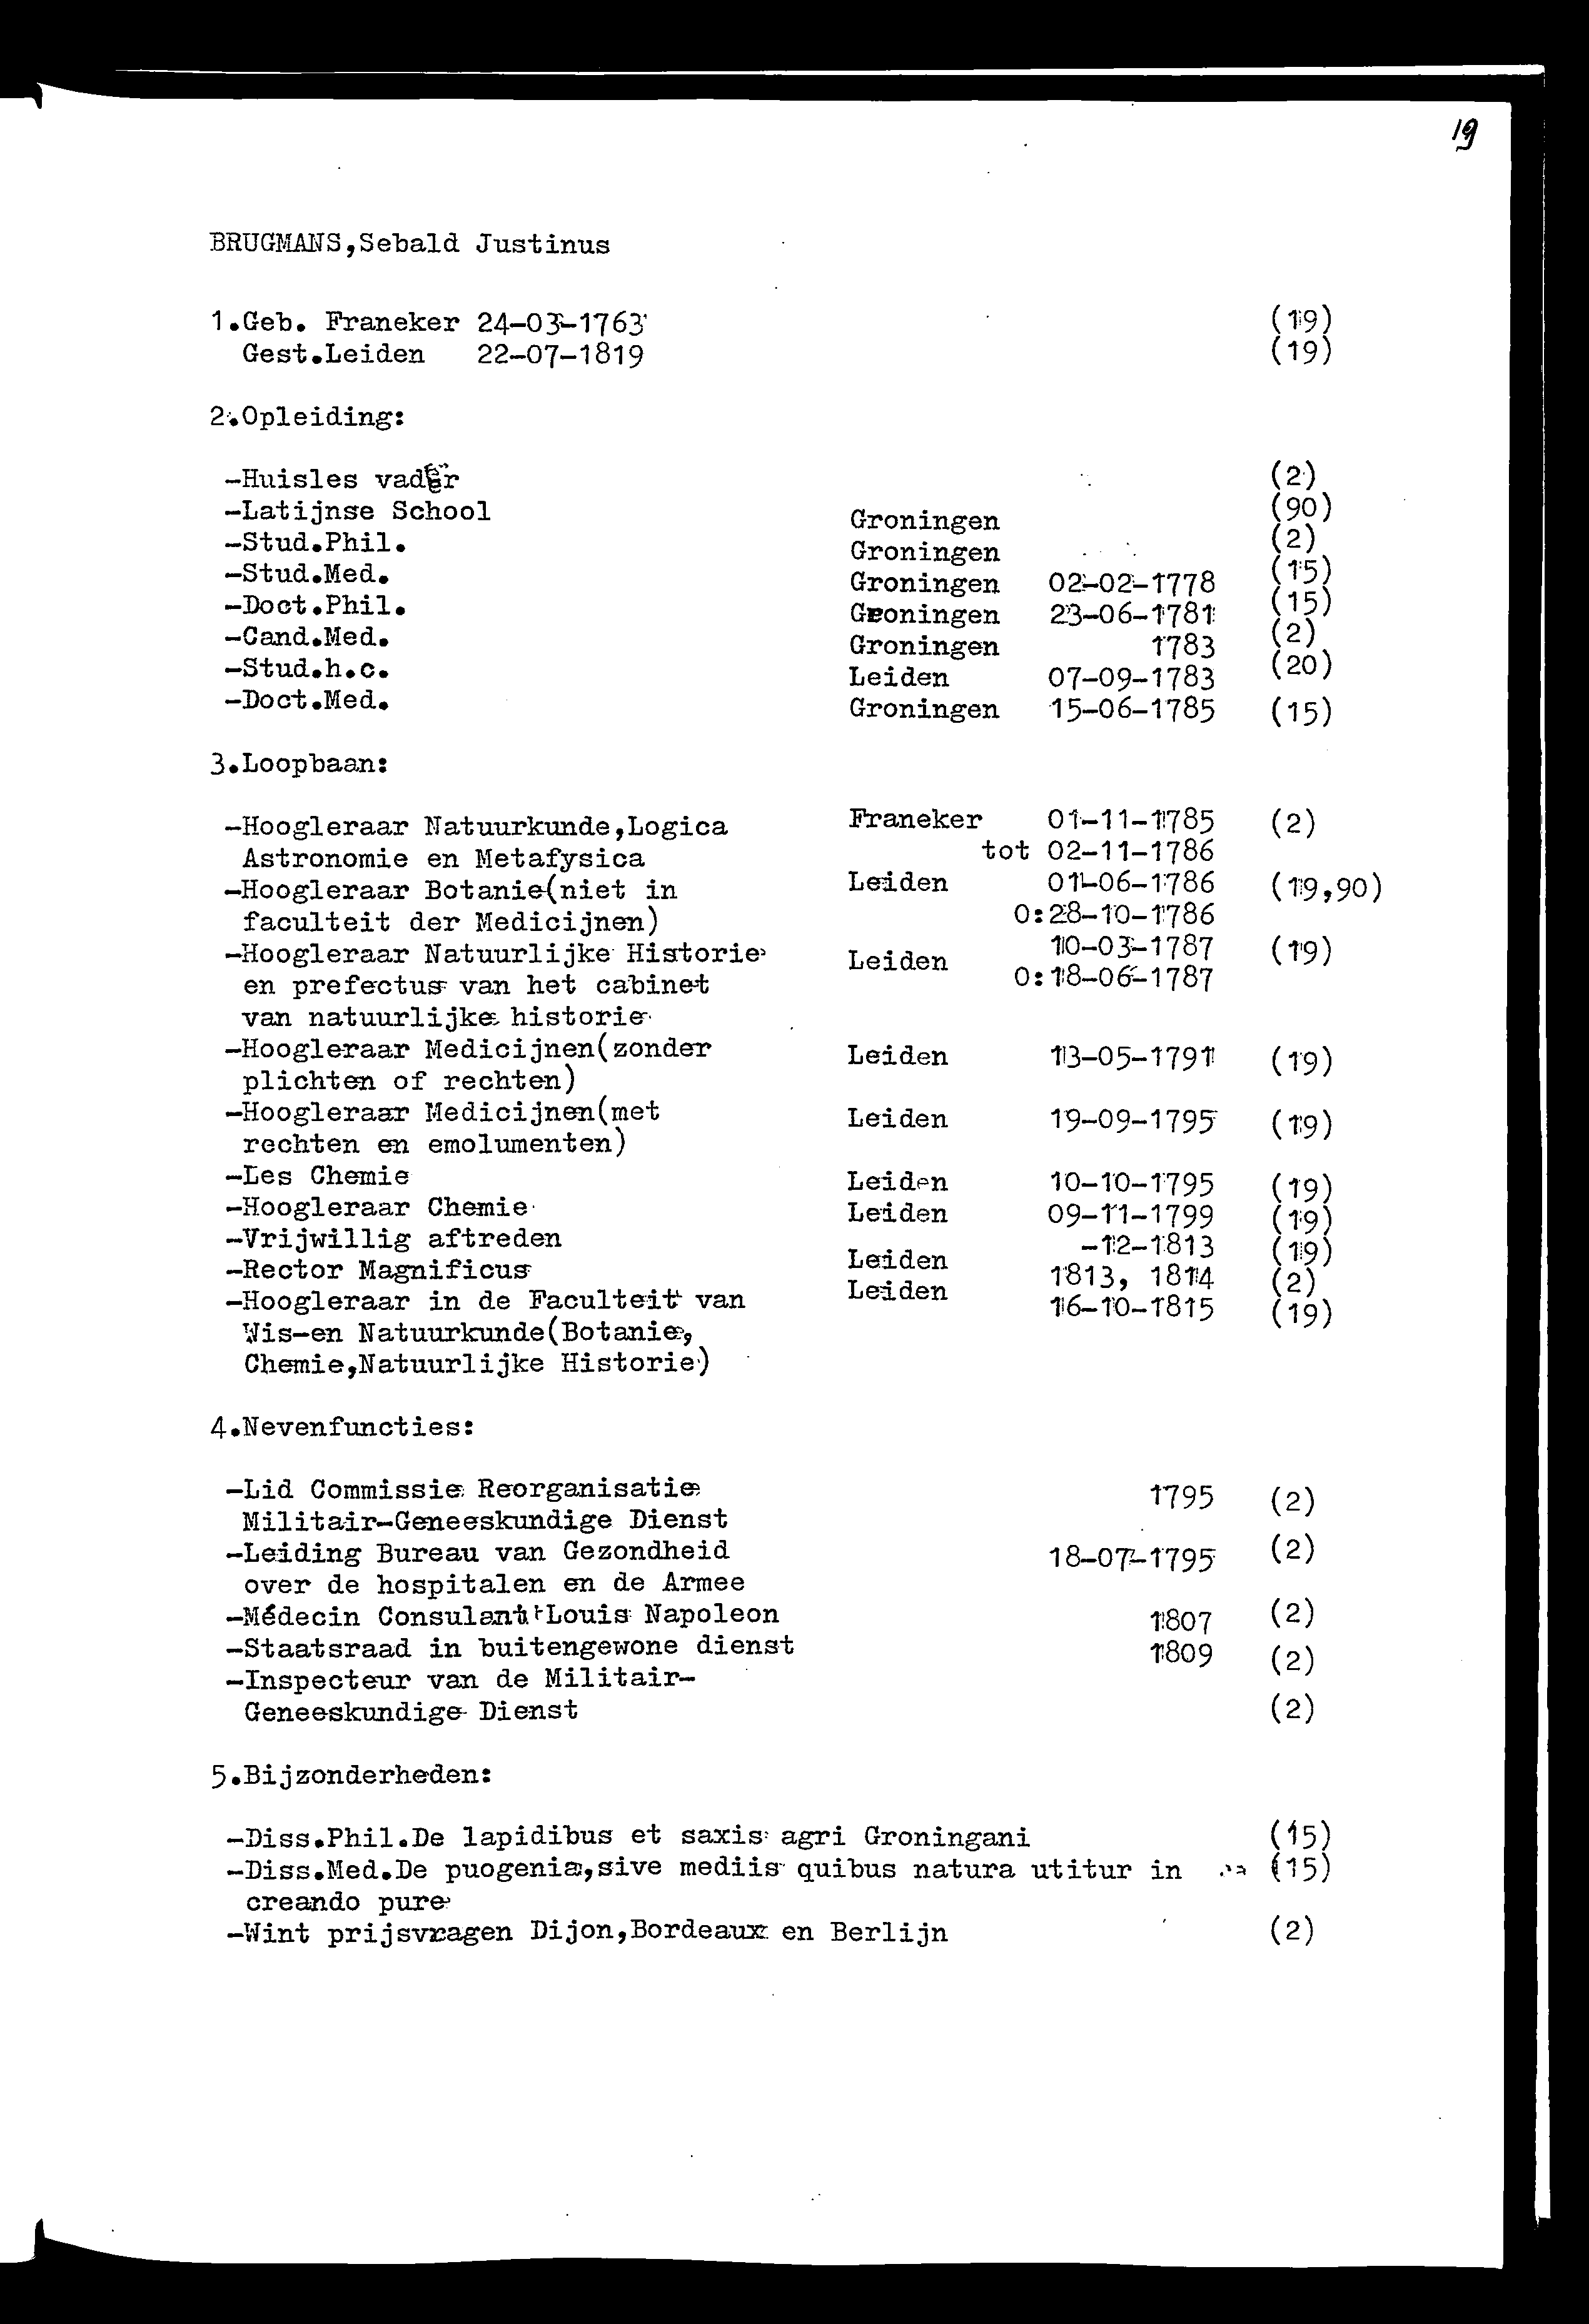 19
BRUGMANS,Sebald Justinus
1.Geb. Franeker 24-03-1763 (19)
Gest.Leiden 22-07-1819 (19)
2.Opleiding:
-Huisles vader (2)
-Latijnse School Groningen (90)
-Stud.Phil. Groningen (2)
-Stud.Med. Groningen 02-02-1778 (15)
-Doct.Phil. Groningen 23-06-1781 (15)
-Cand.Med. Groningen 1783 (2)
-Stud.h.c. Leiden 07-09-1783 (20)
-Doct.Med. Groningen 15-06-1785 (15)
3.Loopbaan:
-Hoogleraar Natuurkunde,Logica Franeker 01-11-1785 (2)
Astronomie en Metafysica tot 02-11-1786
-Hoogleraar Botanie(niet in Leiden 01-06-1786 (19,90)
faculteit der Medicijnen) O:28-10-1786
-Hoogleraar Natuurlijke Historie Leiden 10-03-1787 (19)
en prefectus van het cabinet O:18-06-1787
van natuurlijke historie
-Hoogleraar Medicijnen(zonder Leiden 13-05-1791 (19)
plichten of rechten)
-Hoogleraar Medicijnen(met Leiden 19-09-1795 (19)
rechten en emolumenten)
-Les Chemie Leiden 10-10-1795 (19)
-Hoogleraar Chemie Leiden 09-11-1799 (19)
-Vrijwillig aftreden -12-1813 (19)
-Rector Magnificus Leiden 1813, 1814 (2)
-Hoogleraar in de Faculteit van Leiden 16-10-1815 (19)
Wis-en Natuurkunde(Botanie,
Chemie,Natuurlijke Historie)
4.Nevenfuncties:
-Lid Commissie Reorganisatie 1795 (2)
Militair-Geneeskundige Dienst
-Leiding Bureau van Gezondheid 18-07-1795 (2)
over de hospitalen en de Armee
-Médecin Consulant Louis Napoleon 1807 (2)
-Staatsraad in buitengewone dienst 1809 (2)
-Inspecteur van de Militair-
Geneeskundige Dienst (2)
5.Bijzonderheden:
-Diss.Phil.De lapidibus et saxis agri Groningani (15)
-Diss.Med.De puogenia,sive mediis quibus natura utitur in (15)
creando pure
-Wint prijsvragen Dijon,Bordeaux en Berlijn (2)